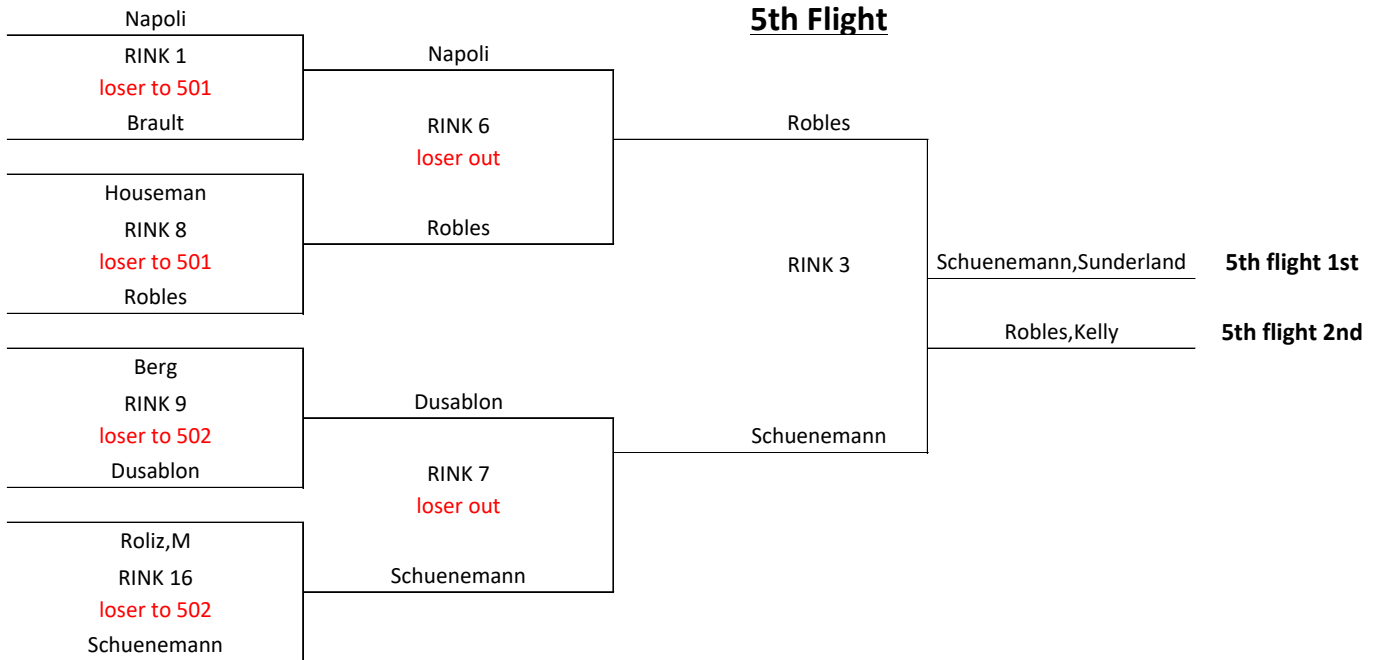 5th Flight
Napoli
RINK 1
loser to 501
Brault
Houseman
RINK 8
loser to 501
Robles
Berg
RINK 9
loser to 502
Dusablon
Roliz,M
RINK 16
loser to 502
Schuenemann
Napoli
RINK 6
loser out
Robles
Dusablon
RINK 7
loser out
Schuenemann
Robles
RINK 3
Schuenemann
Schuenemann,Sunderland 5th flight 1st
Robles,Kelly 5th flight 2nd